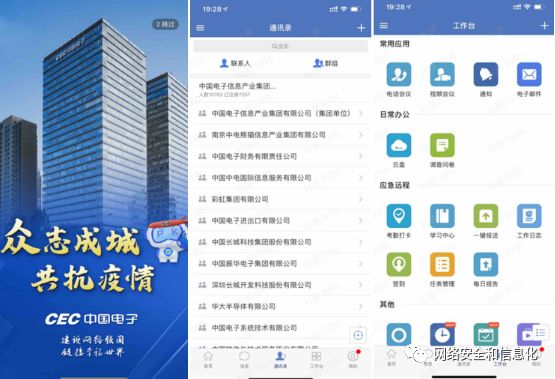 2 跳过
CEC 中国电子
众志成城
共抗疫情
CEC 中国电子
建设网络强国
链接幸福世界
19:28
通讯录
搜索
联系人
群组
中国电子信息产业集团...
中国电子信息产业集团有限公司（集团单位）
南京中电熊猫信息产业集团有限公司
中国电子财务有限责任公司
中国中电国际信息服务有限公司
彩虹集团有限公司
中国电子进出口有限公司
中国长城科技集团股份有限公司
中国振华电子集团有限公司
深圳长城开发科技股份有限公司
华大半导体有限公司
中国电子系统技术有限公司
首页
消息
通讯录
工作台
我的
19:28
工作台
常用应用
电话会议
视频会议
通知
电子邮件
日常办公
云盘
调查问卷
应急远程
考勤打卡
学习中心
一键报送
工作日志
签到
任务管理
每日报告
其他
首页
工作台
网络安全和信息化